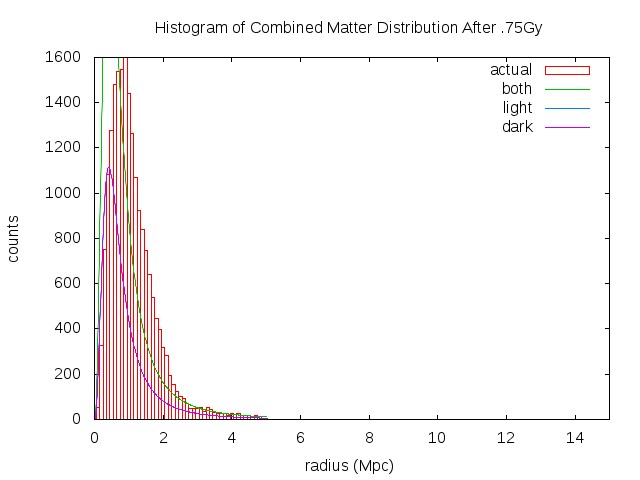 Histogram of Combined Matter Distribution After .75Gy
1600
1400
1200
1000
800
600
400
200
0
counts
actual
both
light
dark
0 2 4 6 8 10 12 14
radius (Mpc)